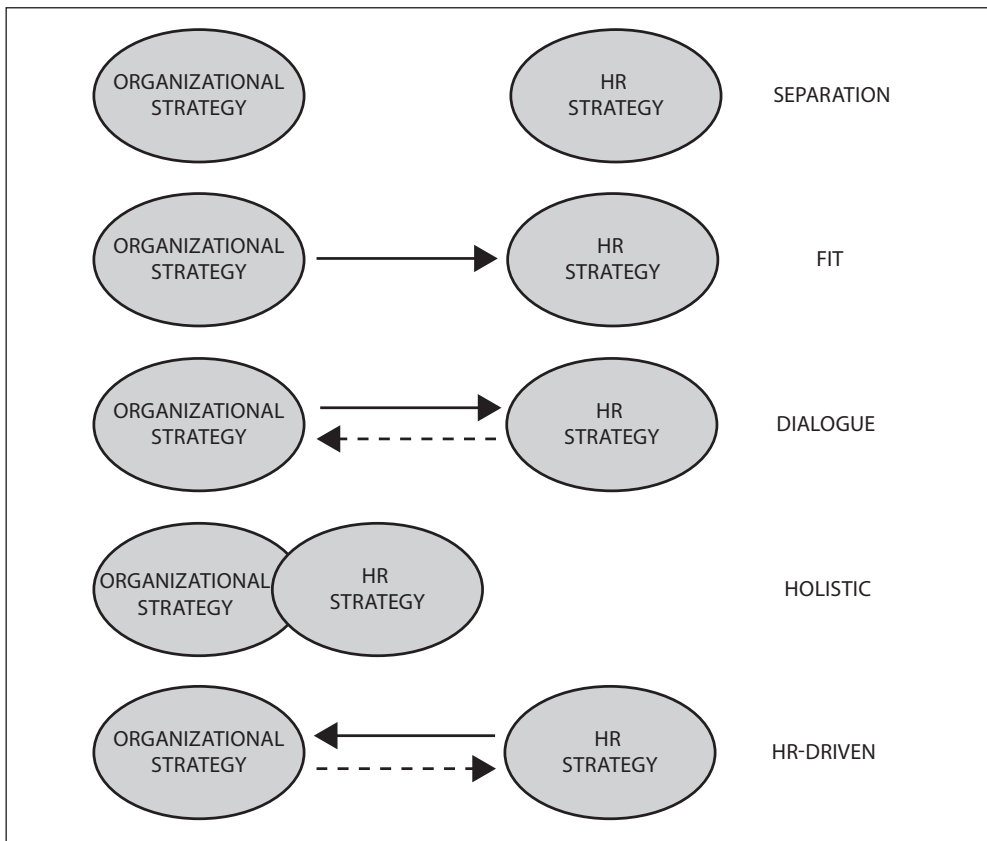 ORGANIZATIONAL
STRATEGY
HR
STRATEGY
SEPARATION
ORGANIZATIONAL
STRATEGY
HR
STRATEGY
FIT
ORGANIZATIONAL
STRATEGY
HR
STRATEGY
DIALOGUE
ORGANIZATIONAL
STRATEGY
HR
STRATEGY
HOLISTIC
ORGANIZATIONAL
STRATEGY
HR
STRATEGY
HR-DRIVEN